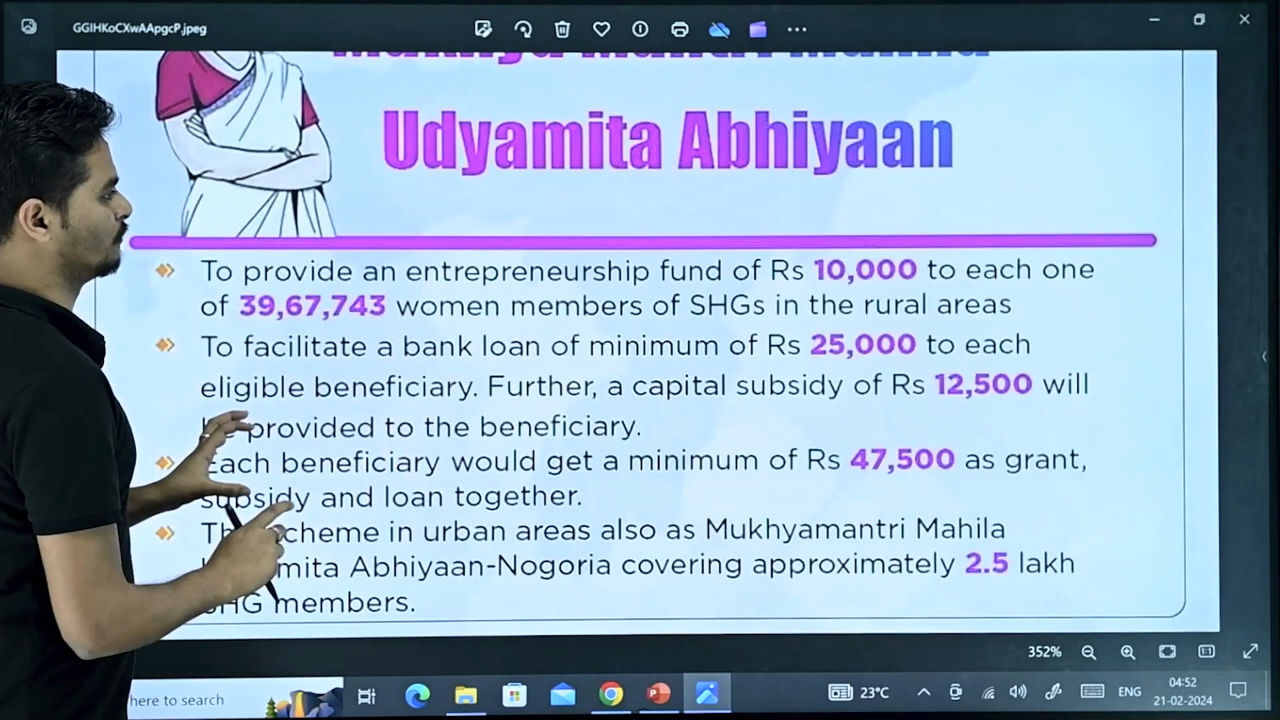 GGIHKoCXwAApgcP.jpeg
Udyamita Abhiyaan
To provide an entrepreneurship fund of Rs 10,000 to each one
of 39,67,743 women members of SHGs in the rural areas
To facilitate a bank loan of minimum of Rs 25,000 to each
eligible beneficiary. Further, a capital subsidy of Rs 12,500 will
be provided to the beneficiary.
Each beneficiary would get a minimum of Rs 47,500 as grant,
subsidy and loan together.
scheme in urban areas also as Mukhyamantri Mahila
Abhiyaan-Nogoria covering approximately 2.5 lakh
SHG members.
352%
here to search
23°C
ENG
04:52
21-02-2024